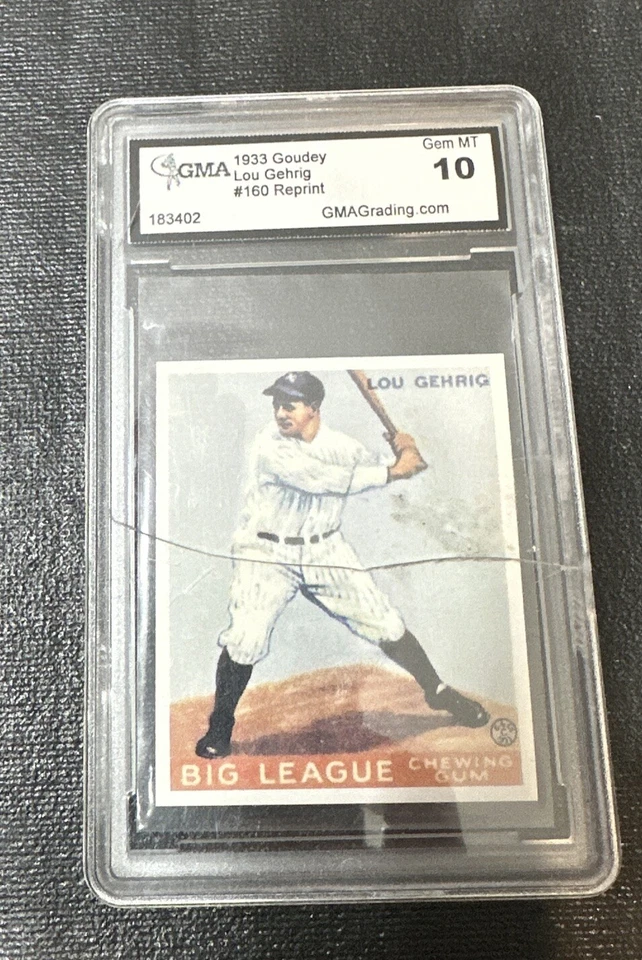 GMA
1933 Goudey
Lou Gehrig
#160 Reprint
Gem MT
10
183402
GMAGrading.com
LOU GEHRIG
BIG LEAGUE
CHEWING
GUM